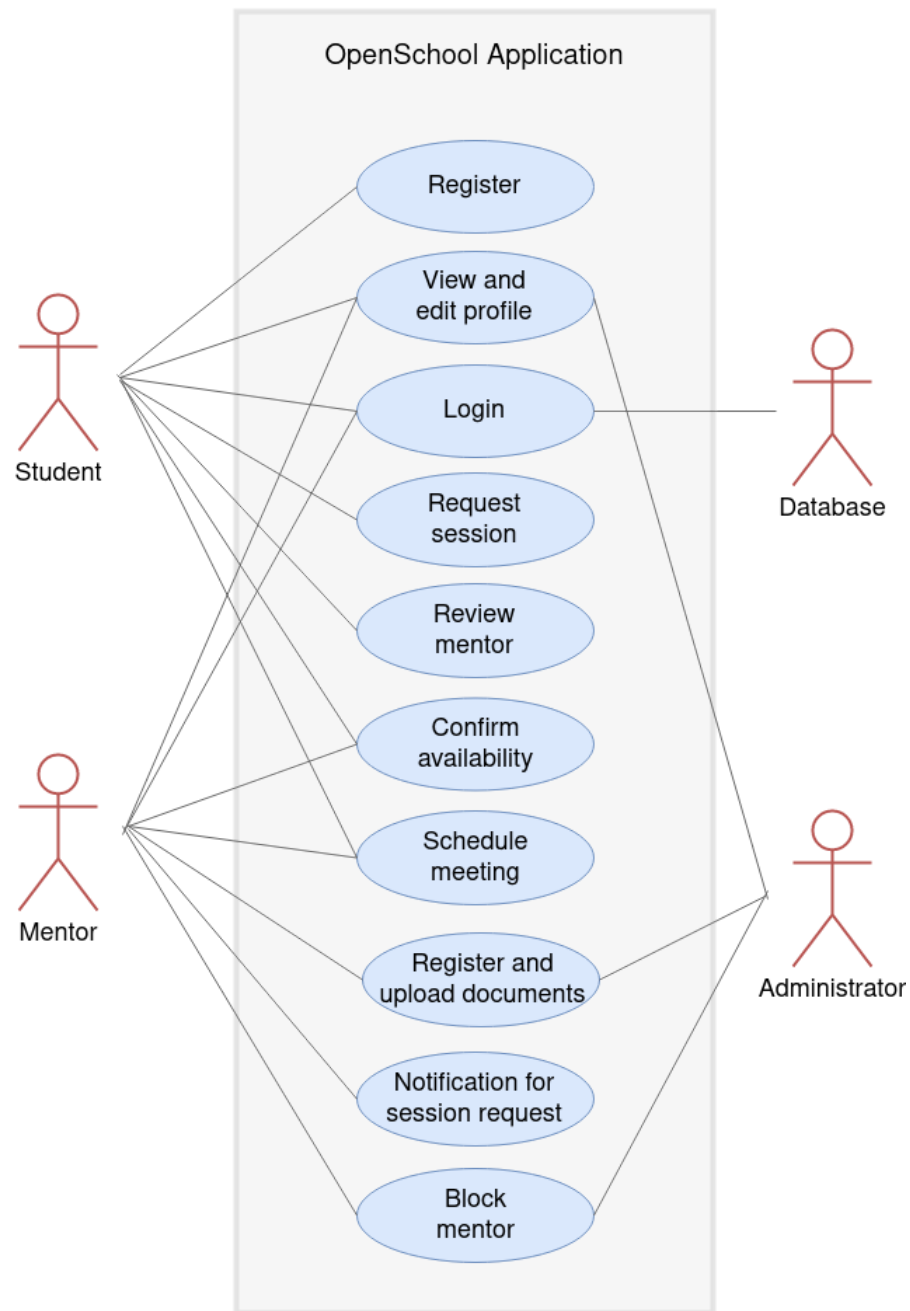 OpenSchool Application
Register
View and
edit profile
Login
Request
session
Review
mentor
Confirm
availability
Schedule
meeting
Register and
upload documents
Notification for
session request
Block
mentor
Student
Mentor
Database
Administrator